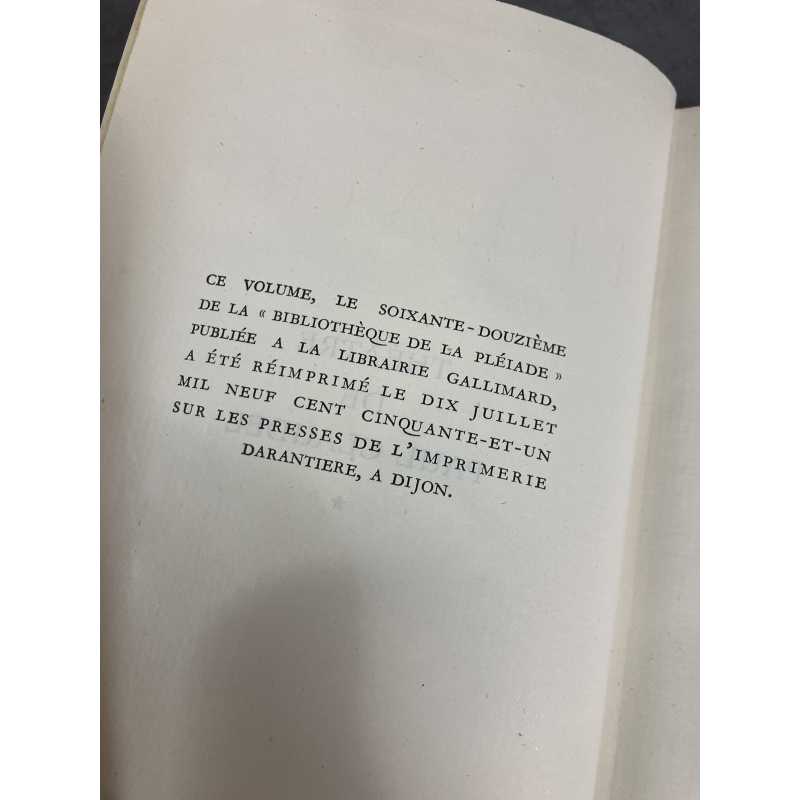 CE VOLUME, LE SOIXANTE-DOUZIÈME
DE LA « BIBLIOTHÈQUE DE LA PLÉIADE »
PUBLIÉE A LA LIBRAIRIE GALLIMARD,
A ÉTÉ RÉIMPRIMÉ LE DIX JUILLET
MIL NEUF CENT CINQUANTE-ET-UN
SUR LES PRESSES DE L'IMPRIMERIE
DARANTIERE, A DIJON.